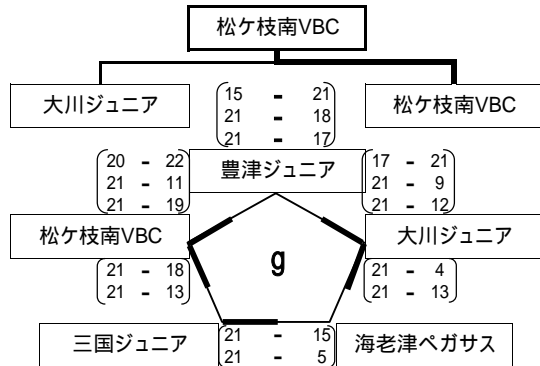 松ケ枝南VBC
大川ジュニア
15 - 21
21 - 18
21 - 17
松ケ枝南VBC
20 - 22
21 - 11
21 - 19
豊津ジュニア
17 - 21
21 - 9
21 - 12
松ケ枝南VBC
g
大川ジュニア
21 - 18
21 - 13
21 - 4
21 - 13
三国ジュニア
21 - 15
21 - 5
海老津ペガサス